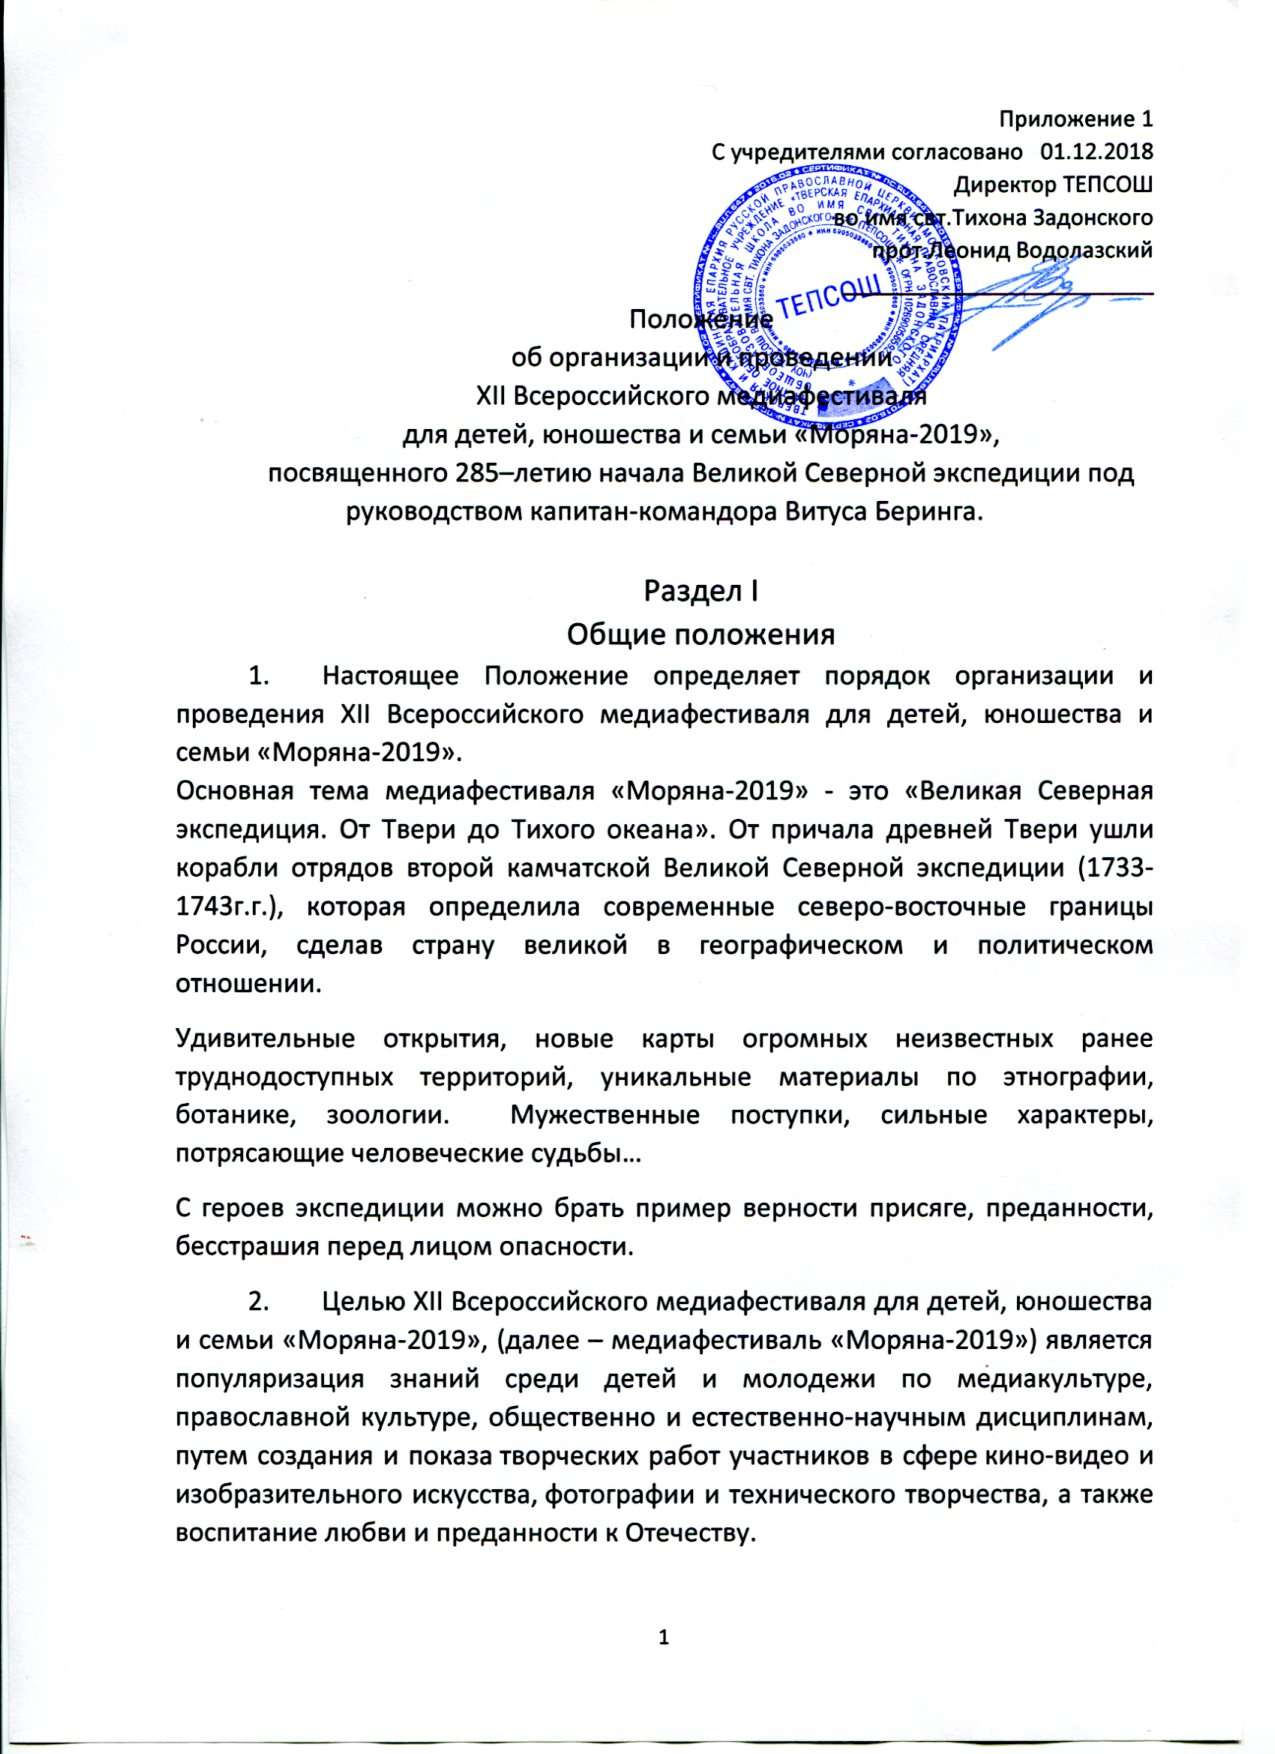 Приложение 1
С учредителями согласовано 01.12.2018
Директор ТЕПСОШ
во имя свт.Тихона Задонского
прот.Леонид Водолазский
ТЕПСОШ
Положение
об организации и проведении
XII Всероссийского медиафестиваля
для детей, юношества и семьи «Моряна-2019»,
посвященного 285–летию начала Великой Северной экспедиции под
руководством капитан-командора Витуса Беринга.
Раздел I
Общие положения
1. Настоящее Положение определяет порядок организации и
проведения XII Всероссийского медиафестиваля для детей, юношества и
семьи «Моряна-2019».
Основная тема медиафестиваля «Моряна-2019» - это «Великая Северная
экспедиция. От Твери до Тихого океана». От причала древней Твери ушли
корабли отрядов второй камчатской Великой Северной экспедиции (1733-
1743г.г.), которая определила современные северо-восточные границы
России, сделав страну великой в географическом и политическом
отношении.
Удивительные открытия, новые карты огромных неизвестных ранее
труднодоступных территорий, уникальные материалы по этнографии,
ботанике, зоологии. Мужественные поступки, сильные характеры,
потрясающие человеческие судьбы…
С героев экспедиции можно брать пример верности присяге, преданности,
бесстрашия перед лицом опасности.
2. Целью XII Всероссийского медиафестиваля для детей, юношества
и семьи «Моряна-2019», (далее – медиафестиваль «Моряна-2019») является
популяризация знаний среди детей и молодежи по медиакультуре,
православной культуре, общественно и естественно-научным дисциплинам,
путем создания и показа творческих работ участников в сфере кино-видео и
изобразительного искусства, фотографии и технического творчества, а также
воспитание любви и преданности к Отечеству.
1